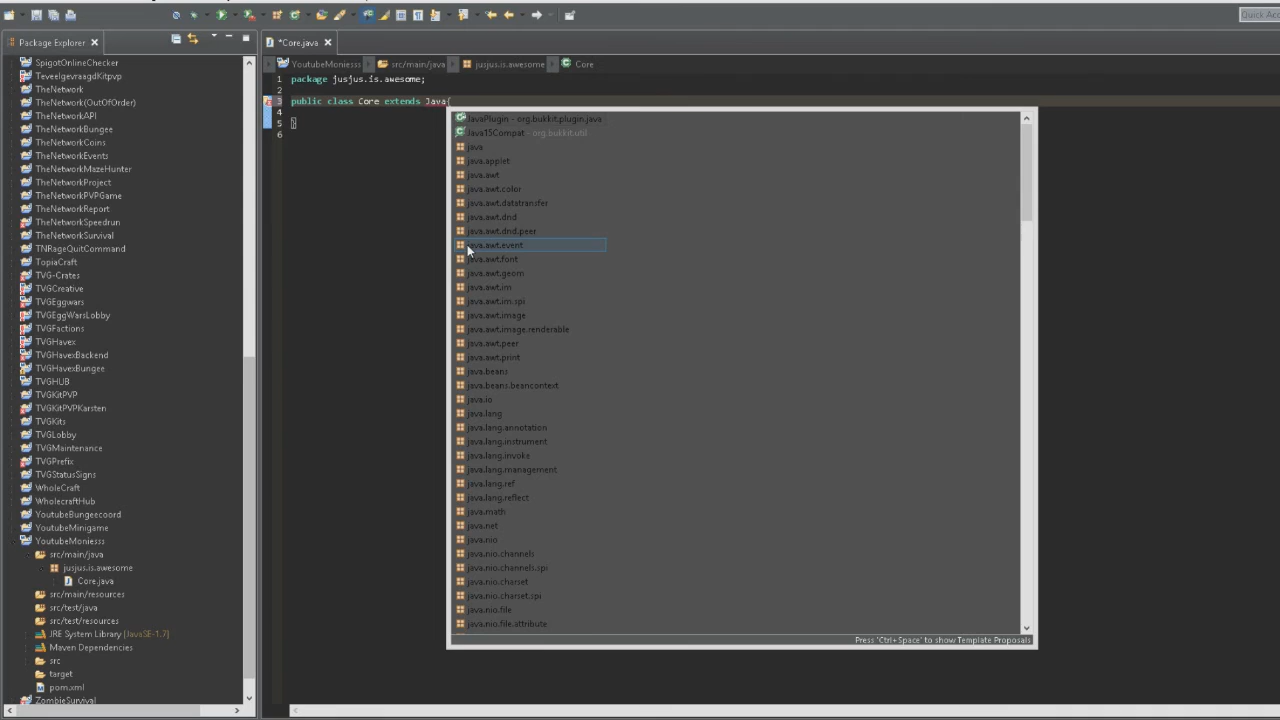 Quick Acc
Package Explorer
SpigotOnlineChecker
TeveelgevraagdKitpvp
TheNetwork
TheNetwork(OutOfOrder)
TheNetworkAPI
TheNetworkBungee
TheNetworkCoins
TheNetworkEvents
TheNetworkMazeHunter
TheNetworkProject
TheNetworkPVPGame
TheNetworkReport
TheNetworkSpeedrun
TheNetworkSurvival
TNRageQuitCommand
TopiaCraft
TVG-Crates
TVGCreative
TVGEggwars
TVGEggWarsLobby
TVGFactions
TVGHavex
TVGHavexBackend
TVGHavexBungee
TVGHUB
TVGKitPVP
TVGKitPVPKarsten
TVGKits
TVGLobby
TVGMaintenance
TVGPrefix
TVGStatusSigns
WholeCraft
WholecraftHub
YoutubeBungeecoord
YoutubeMinigame
YoutubeMoniesss
src/main/java
jusjus.is.awesome
Core.java
src/main/resources
src/test/java
src/test/resources
JRE System Library [JavaSE-1.7]
Maven Dependencies
src
target
pom.xml
ZombieSurvival
*Core.java
YoutubeMoniesss src/main/java jusjus.is.awesome Core
1 package jusjus.is.awesome;
2
3 public class Core extends Java{
4
5 }
6
JavaPlugin - org.bukkit.plugin.java
Java15Compat - org.bukkit.util
java
java.applet
java.awt
java.awt.color
java.awt.datatransfer
java.awt.dnd
java.awt.dnd.peer
java.awt.event
java.awt.font
java.awt.geom
java.awt.im
java.awt.im.spi
java.awt.image
java.awt.image.renderable
java.awt.peer
java.awt.print
java.beans
java.beans.beancontext
java.io
java.lang
java.lang.annotation
java.lang.instrument
java.lang.invoke
java.lang.management
java.lang.ref
java.lang.reflect
java.math
java.net
java.nio
java.nio.channels
java.nio.channels.spi
java.nio.charset
java.nio.charset.spi
java.nio.file
java.nio.file.attribute
Press 'Ctrl+Space' to show Template Proposals